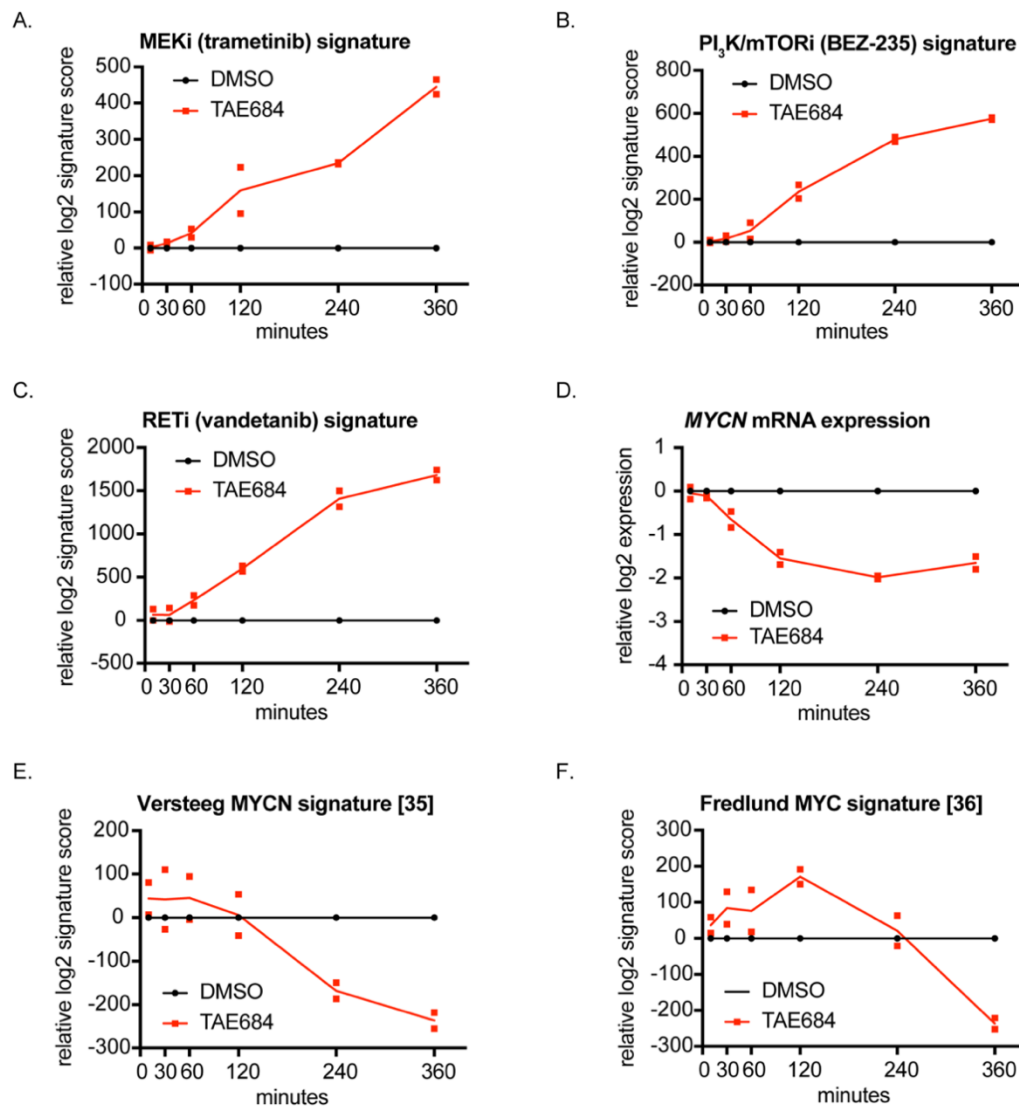 A.
MEKi (trametinib) signature
relative log2 signature score
500
400
300
200
100
0
-100
DMSO
TAE684
0 30 60 120 240 360
minutes
B.
PI3K/mTORi (BEZ-235) signature
relative log2 signature score
800
600
400
200
0
-200
DMSO
TAE684
0 30 60 120 240 360
minutes
C.
RETi (vandetanib) signature
relative log2 signature score
2000
1500
1000
500
0
-500
DMSO
TAE684
0 30 60 120 240 360
minutes
D.
MYCN mRNA expression
relative log2 expression
1
0
-1
-2
-3
-4
DMSO
TAE684
0 30 60 120 240 360
minutes
E.
Versteeg MYCN signature [35]
relative log2 signature score
200
100
0
-100
-200
-300
DMSO
TAE684
0 30 60 120 240 360
minutes
F.
Fredlund MYC signature [36]
relative log2 signature score
300
200
100
0
-100
-200
-300
DMSO
TAE684
0 30 60 120 240 360
minutes